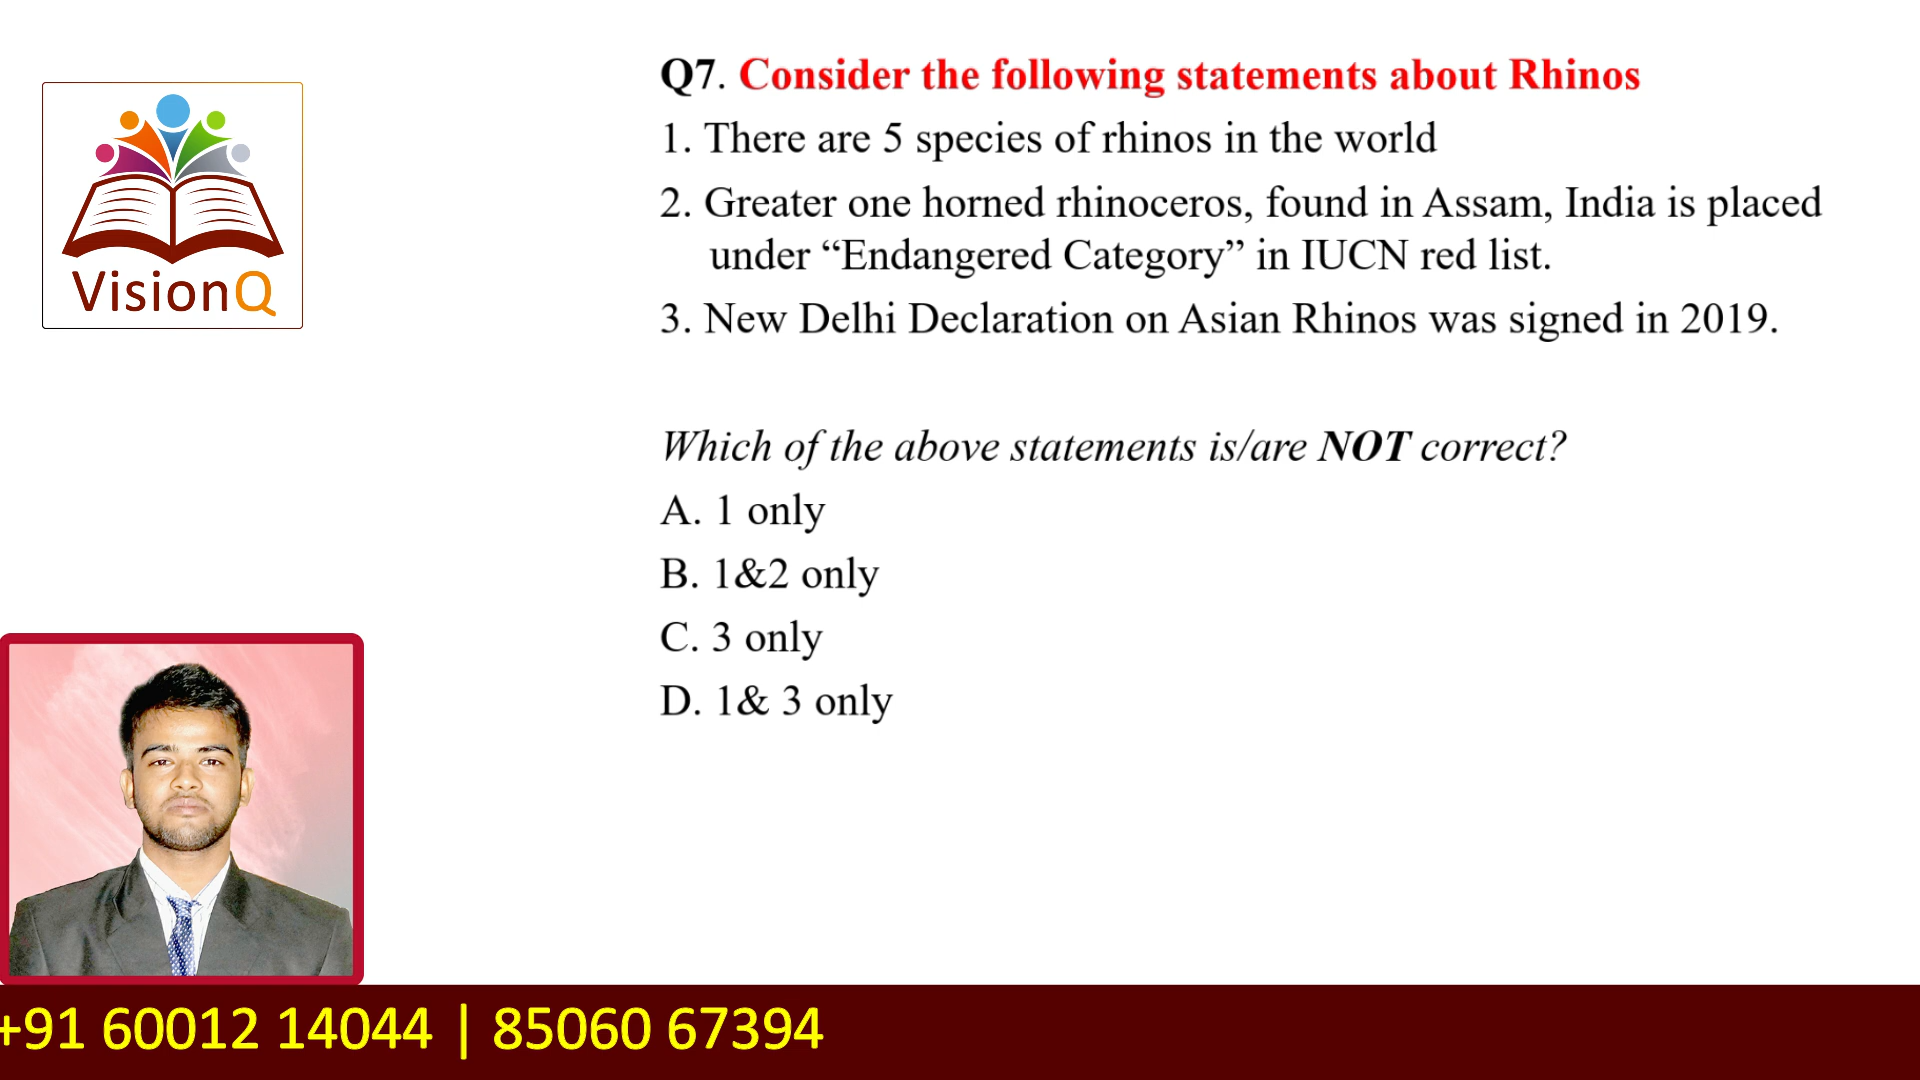 VisionQ
Q7. Consider the following statements about Rhinos
1. There are 5 species of rhinos in the world
2. Greater one horned rhinoceros, found in Assam, India is placed
under “Endangered Category” in IUCN red list.
3. New Delhi Declaration on Asian Rhinos was signed in 2019.
Which of the above statements is/are NOT correct?
A. 1 only
B. 1&2 only
C. 3 only
D. 1& 3 only
+91 60012 14044 | 85060 67394